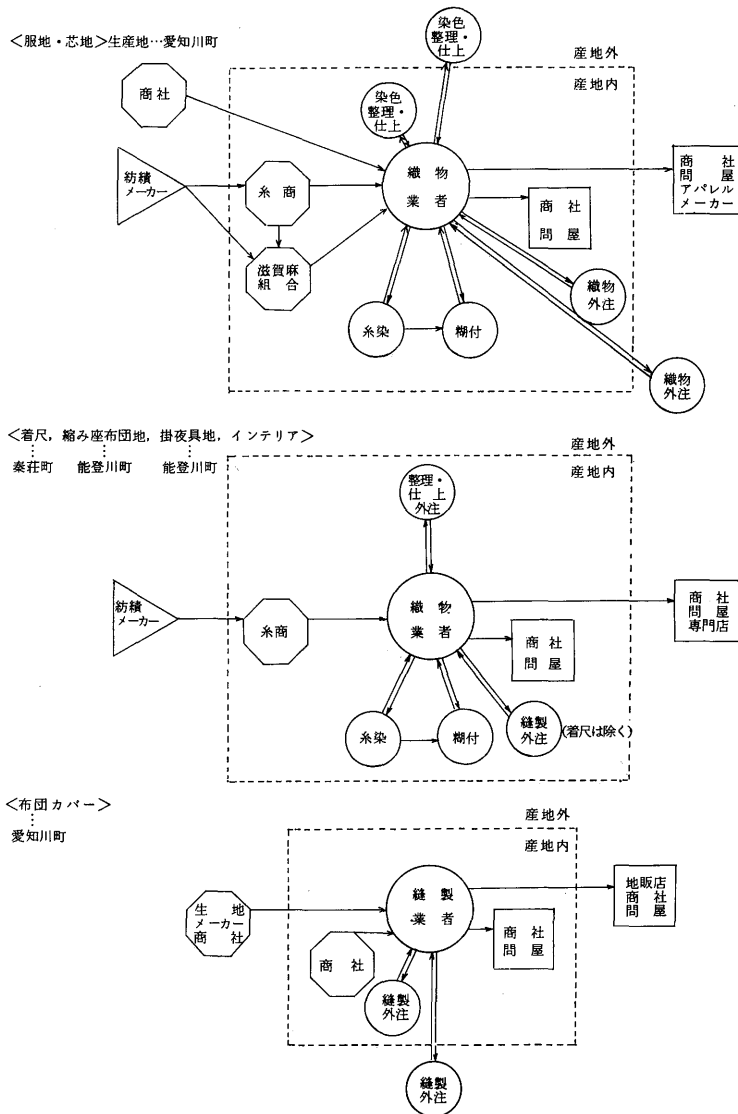 <服地・芯地>生産地…愛知川町
染色
整理・
仕上
産地外
産地内
商社
染色
整理・
仕上
紡績
メーカー
糸商
織物
業者
商社
問屋
アパレル
メーカー
商社
問屋
滋賀麻
組合
織物
外注
糸染
糊付
織物
外注
<着尺,縮み座布団地,掛夜具地,インテリア>
秦荘町
能登川町
能登川町
産地外
産地内
整理・
仕上
外注
紡績
メーカー
糸商
織物
業者
商社
問屋
専門店
商社
問屋
糸染
糊付
縫製
外注
(着尺は除く)
<布団カバー>
愛知川町
産地外
産地内
生地
メーカー
商社
縫製
業者
地販店
商社
問屋
商社
問屋
商社
縫製
外注
縫製
外注